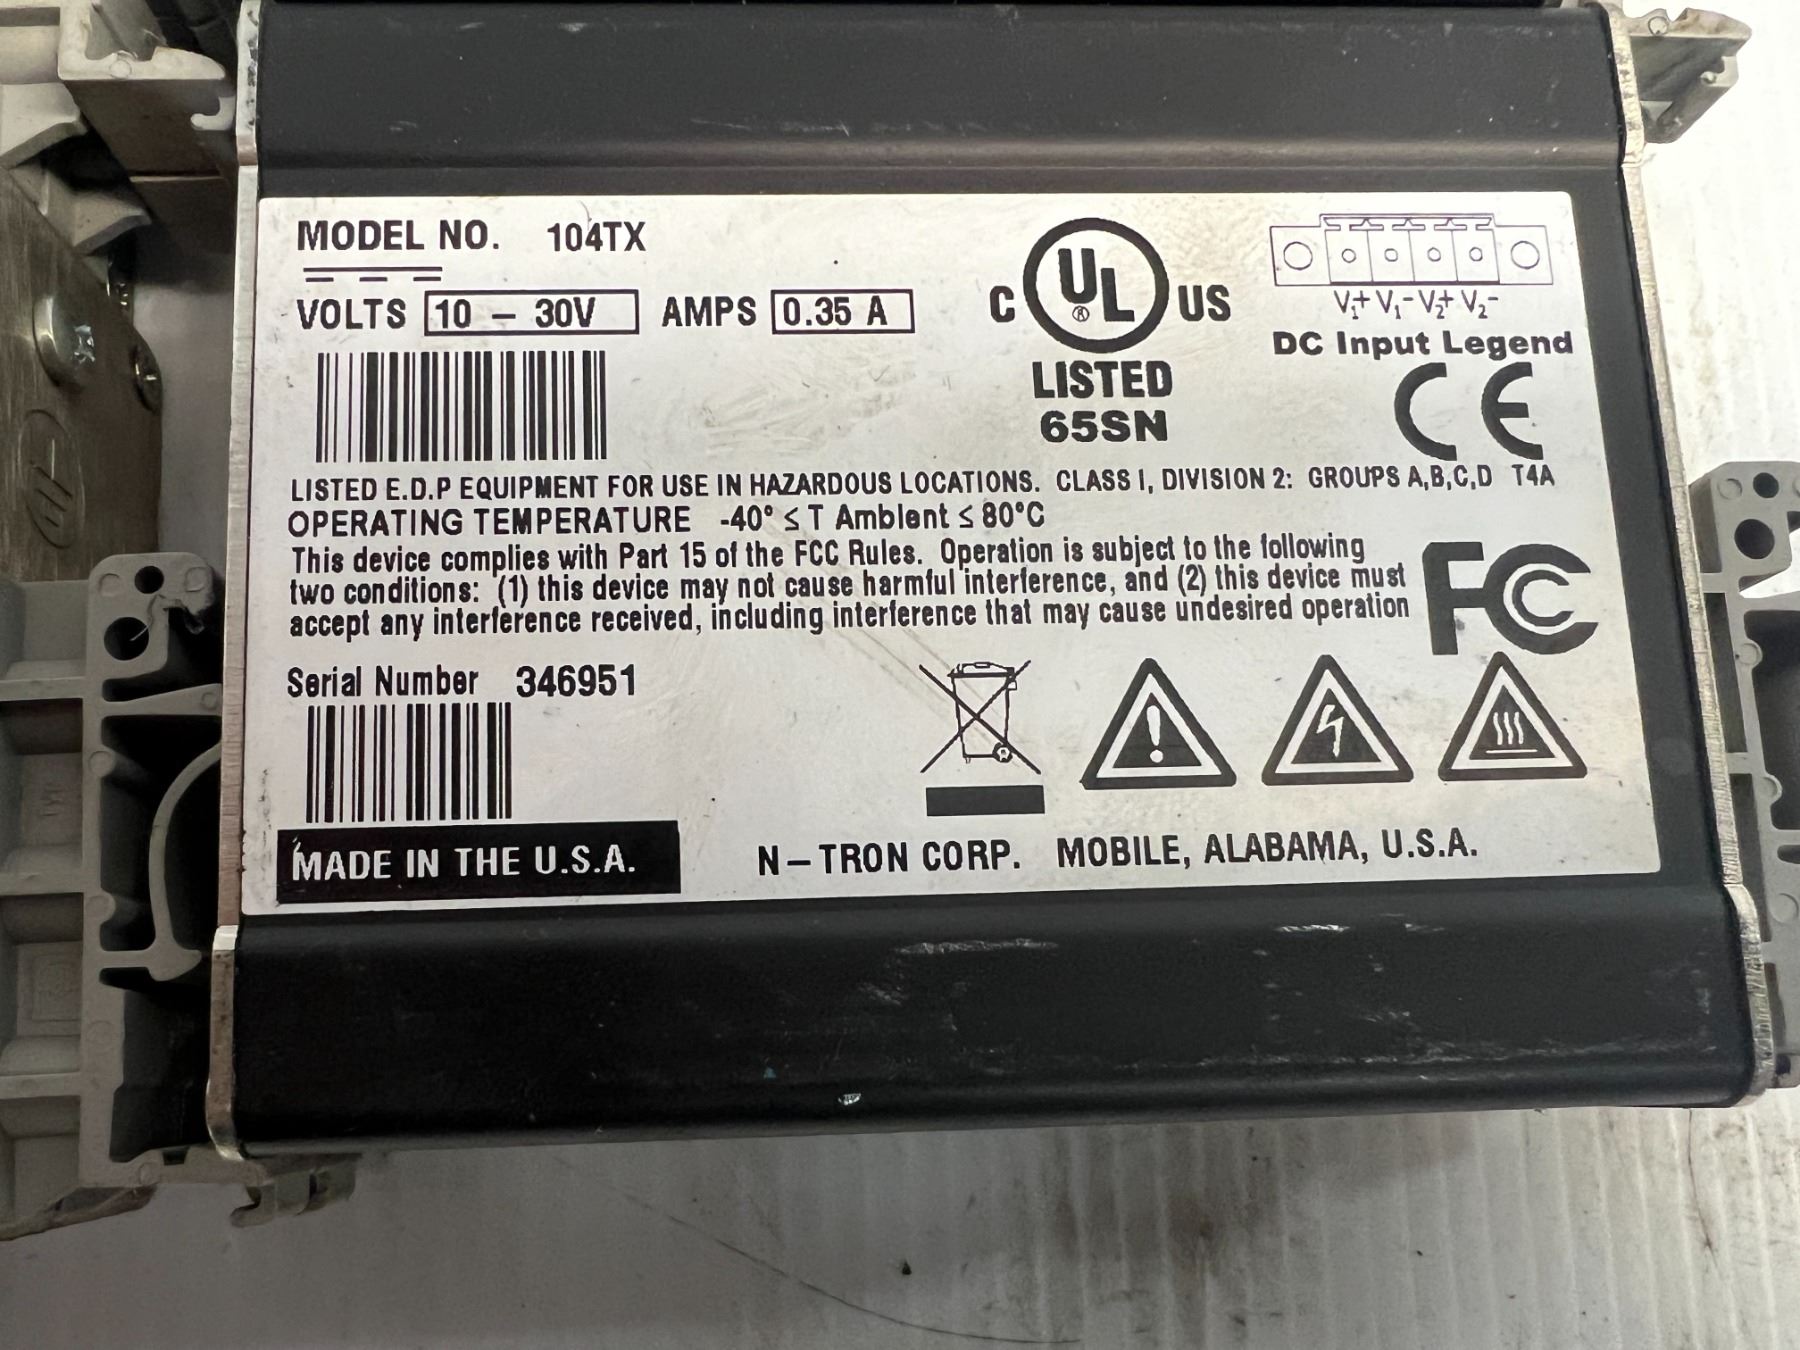 MODEL NO. 104TX
VOLTS 10 – 30V AMPS 0.35 A
C UL ® US
LISTED
65SN
V1+ V1- V2+ V2-
DC Input Legend
CE
LISTED E.D.P EQUIPMENT FOR USE IN HAZARDOUS LOCATIONS. CLASS I, DIVISION 2: GROUPS A,B,C,D T4A
OPERATING TEMPERATURE -40° ≤ T Ambient ≤ 80°C
This device complies with Part 15 of the FCC Rules. Operation is subject to the following
two conditions: (1) this device may not cause harmful interference, and (2) this device must
accept any interference received, including interference that may cause undesired operation
FC
Serial Number 346951
MADE IN THE U.S.A.
N–TRON CORP. MOBILE, ALABAMA, U.S.A.